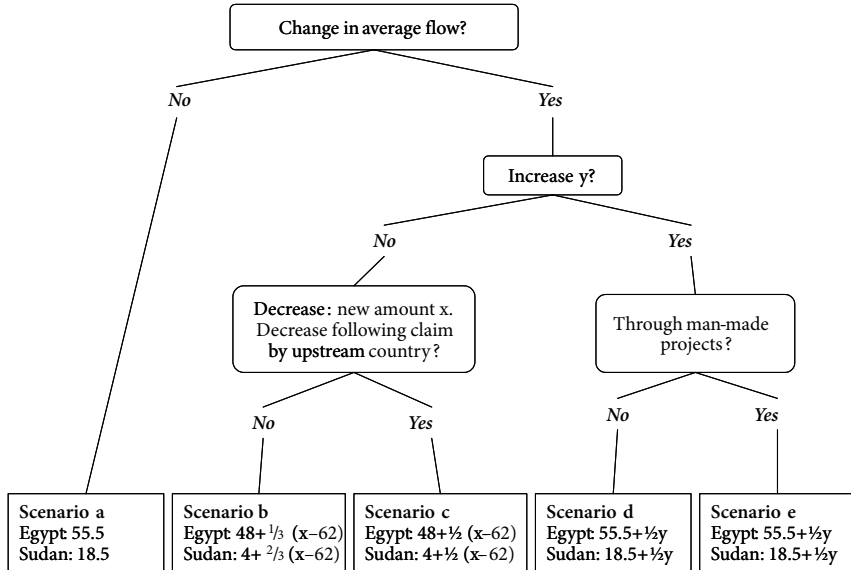 Change in average flow?
No
Yes
Increase y?
No
Yes
Decrease: new amount x.
Decrease following claim
by upstream country?
Through man-made
projects?
No
Yes
No
Yes
Scenario a
Egypt: 55.5
Sudan: 18.5
Scenario b
Egypt: 48+ 1/3 (x–62)
Sudan: 4+ 2/3 (x–62)
Scenario c
Egypt: 48+½ (x–62)
Sudan: 4+½ (x–62)
Scenario d
Egypt: 55.5+½y
Sudan: 18.5+½y
Scenario e
Egypt: 55.5+½y
Sudan: 18.5+½y